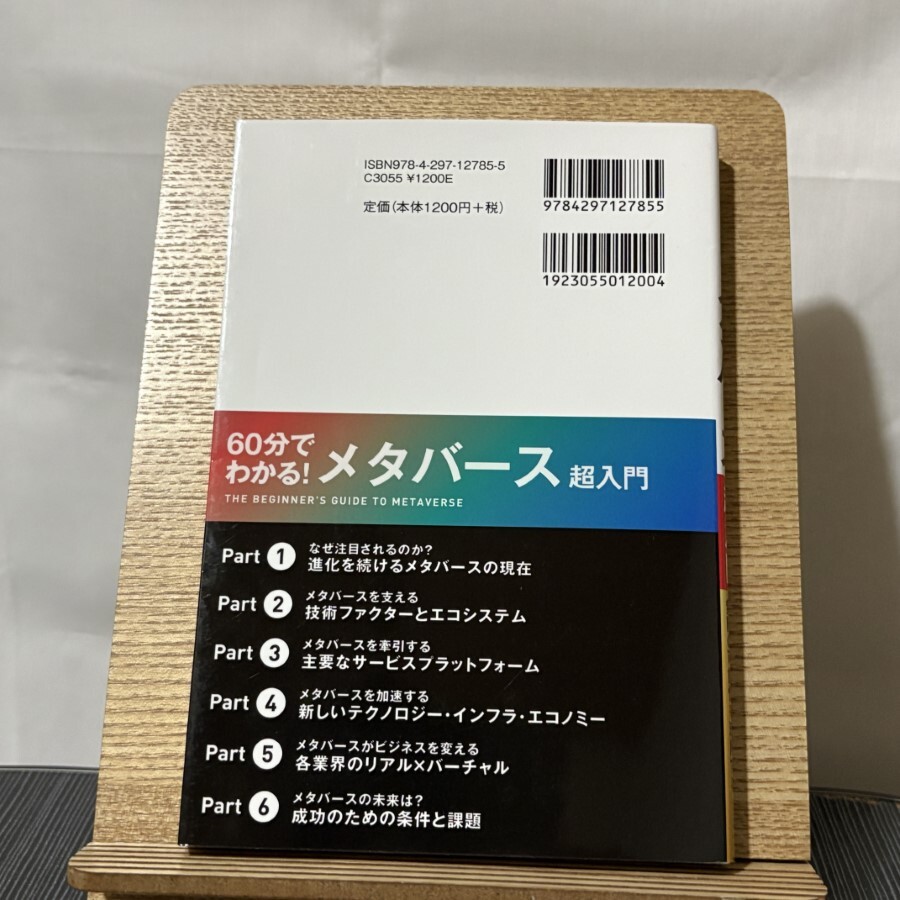 ISBN978-4-297-12785-5
C3055 ¥1200E
定価(本体1200円+税)
9784297127855
1923055012004
60分で
わかる! メタバース 超入門
THE BEGINNER'S GUIDE TO METAVERSE
Part 1 なぜ注目されるのか?
進化を続けるメタバースの現在
Part 2 メタバースを支える
技術ファクターとエコシステム
Part 3 メタバースを牽引する
主要なサービスプラットフォーム
Part 4 メタバースを加速する
新しいテクノロジー・インフラ・エコノミー
Part 5 メタバースがビジネスを変える
各業界のリアル×バーチャル
Part 6 メタバースの未来は?
成功のための条件と課題